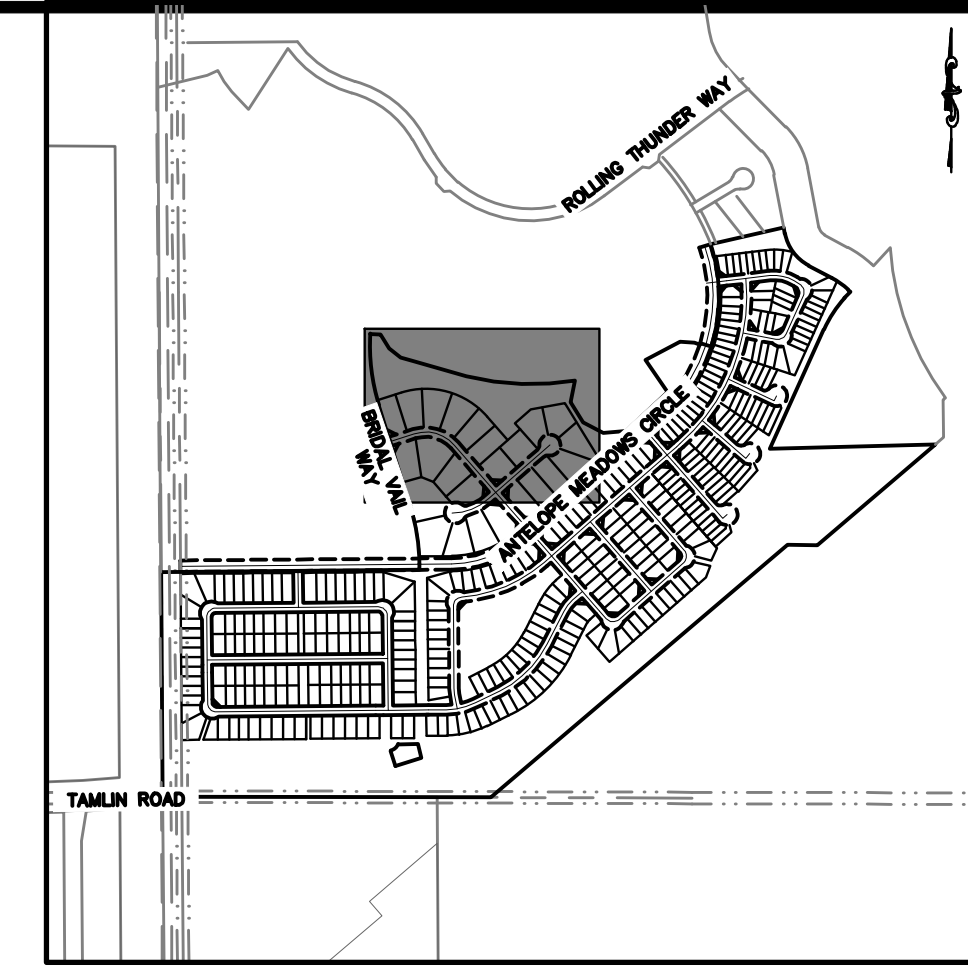 ROLLING THUNDER WAY
BRIDAL VAIL
WAY
ANTELOPE MEADOWS CIRCLE
TAMLIN ROAD